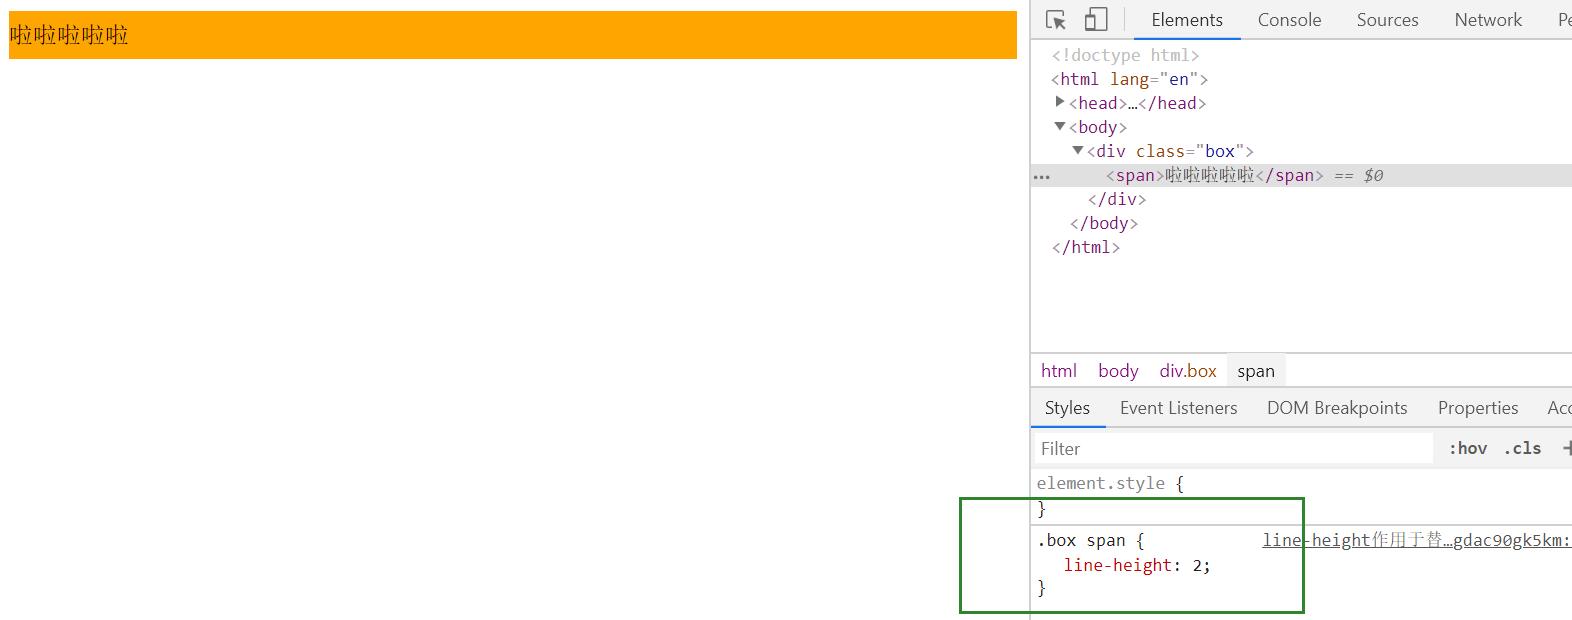 啦啦啦啦啦
Elements Console Sources Network Pe
<!doctype html>
<html lang="en">
<head>…</head>
<body>
<div class="box">
<span>啦啦啦啦啦</span> == $0
</div>
</body>
</html>
html body div.box span
Styles Event Listeners DOM Breakpoints Properties Acc
Filter :hov .cls +
element.style {
}
.box span { line-height作用于替…gdac90gk5km:
line-height: 2;
}